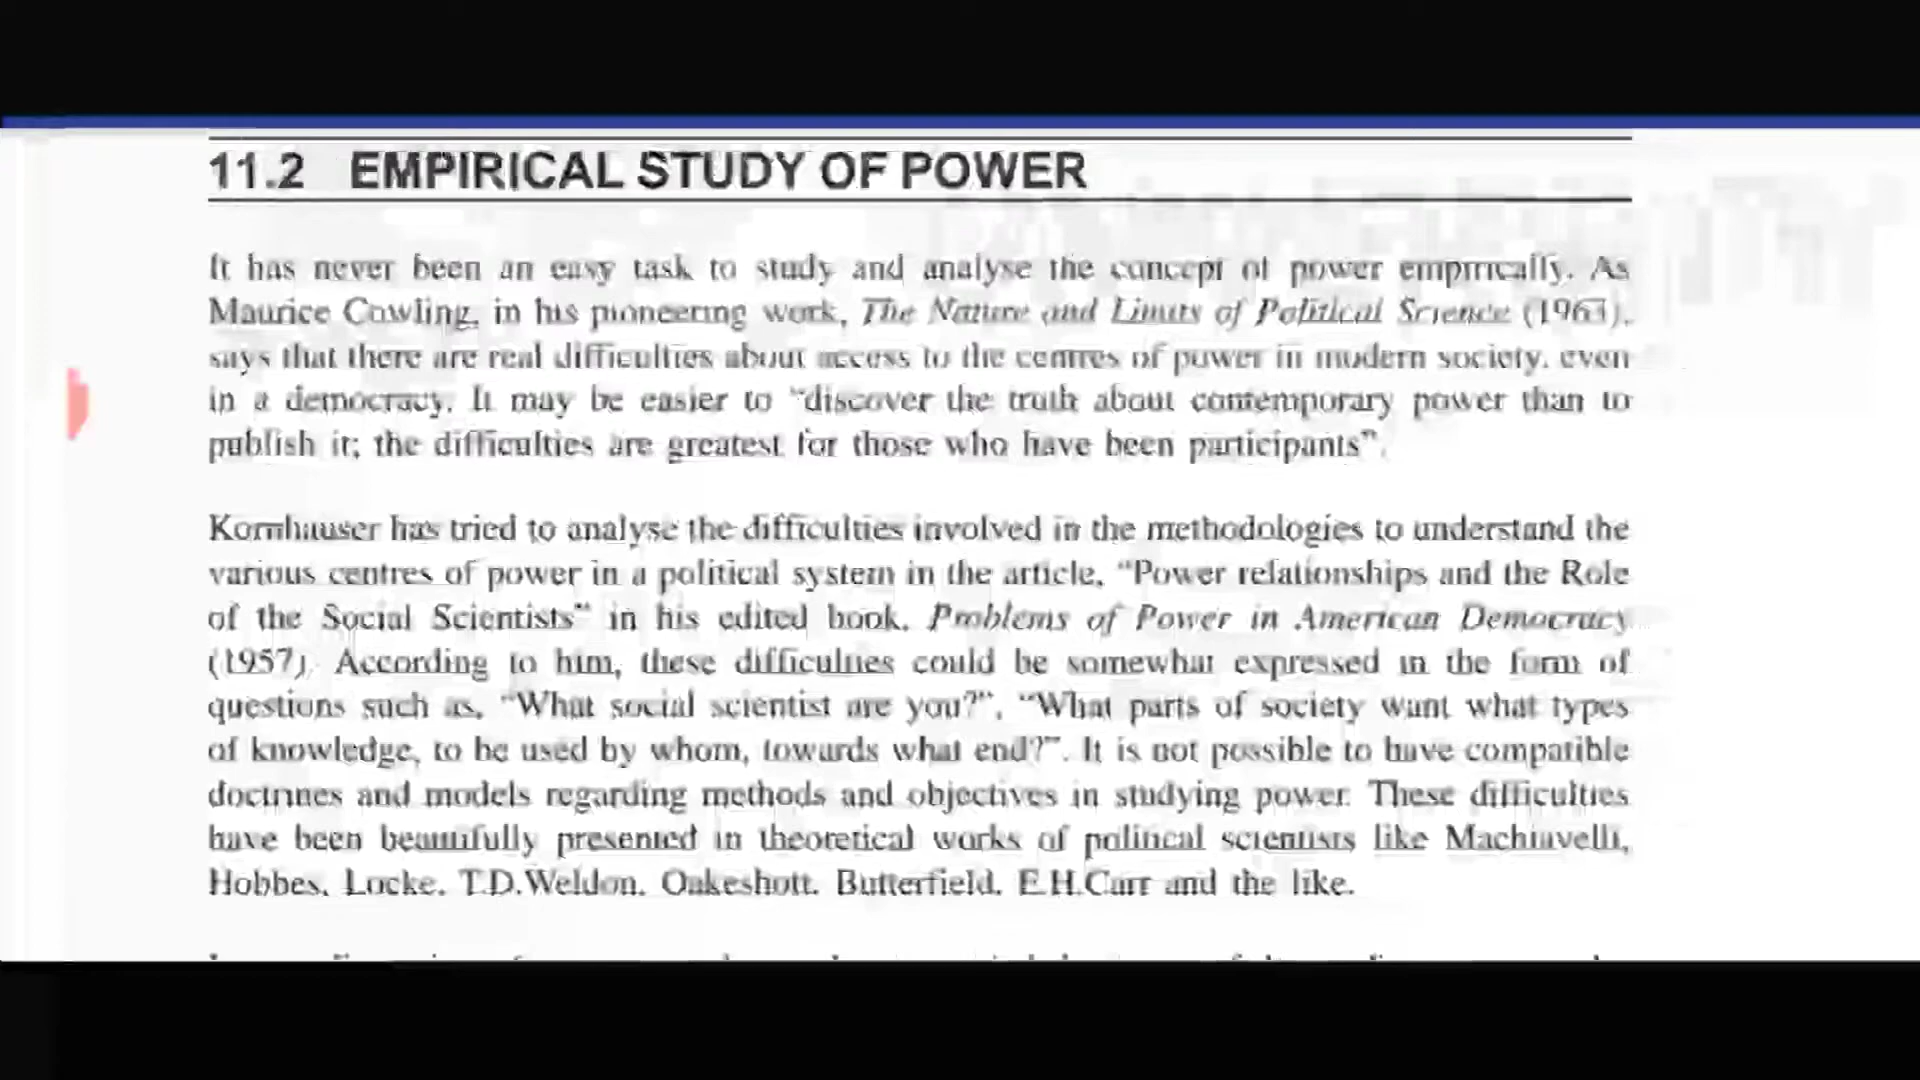 11.2 EMPIRICAL STUDY OF POWER
It has never been an easy task to study and analyse the concept of power empirically. As
Maurice Cowling, in his pioneering work, The Nature and Limits of Political Science (1963),
says that there are real difficulties about access to the centres of power in modern society, even
in a democracy. It may be easier to “discover the truth about contemporary power than to
publish it; the difficulties are greatest for those who have been participants”.
Kornhauser has tried to analyse the difficulties involved in the methodologies to understand the
various centres of power in a political system in the article, “Power relationships and the Role
of the Social Scientists” in his edited book, Problems of Power in American Democracy
(1957). According to him, these difficulties could be somewhat expressed in the form of
questions such as, “What social scientist are you?”, “What parts of society want what types
of knowledge, to be used by whom, towards what end?”. It is not possible to have compatible
doctrines and models regarding methods and objectives in studying power. These difficulties
have been beautifully presented in theoretical works of political scientists like Machiavelli,
Hobbes, Locke, T.D.Weldon, Oakeshott, Butterfield, E.H.Carr and the like.